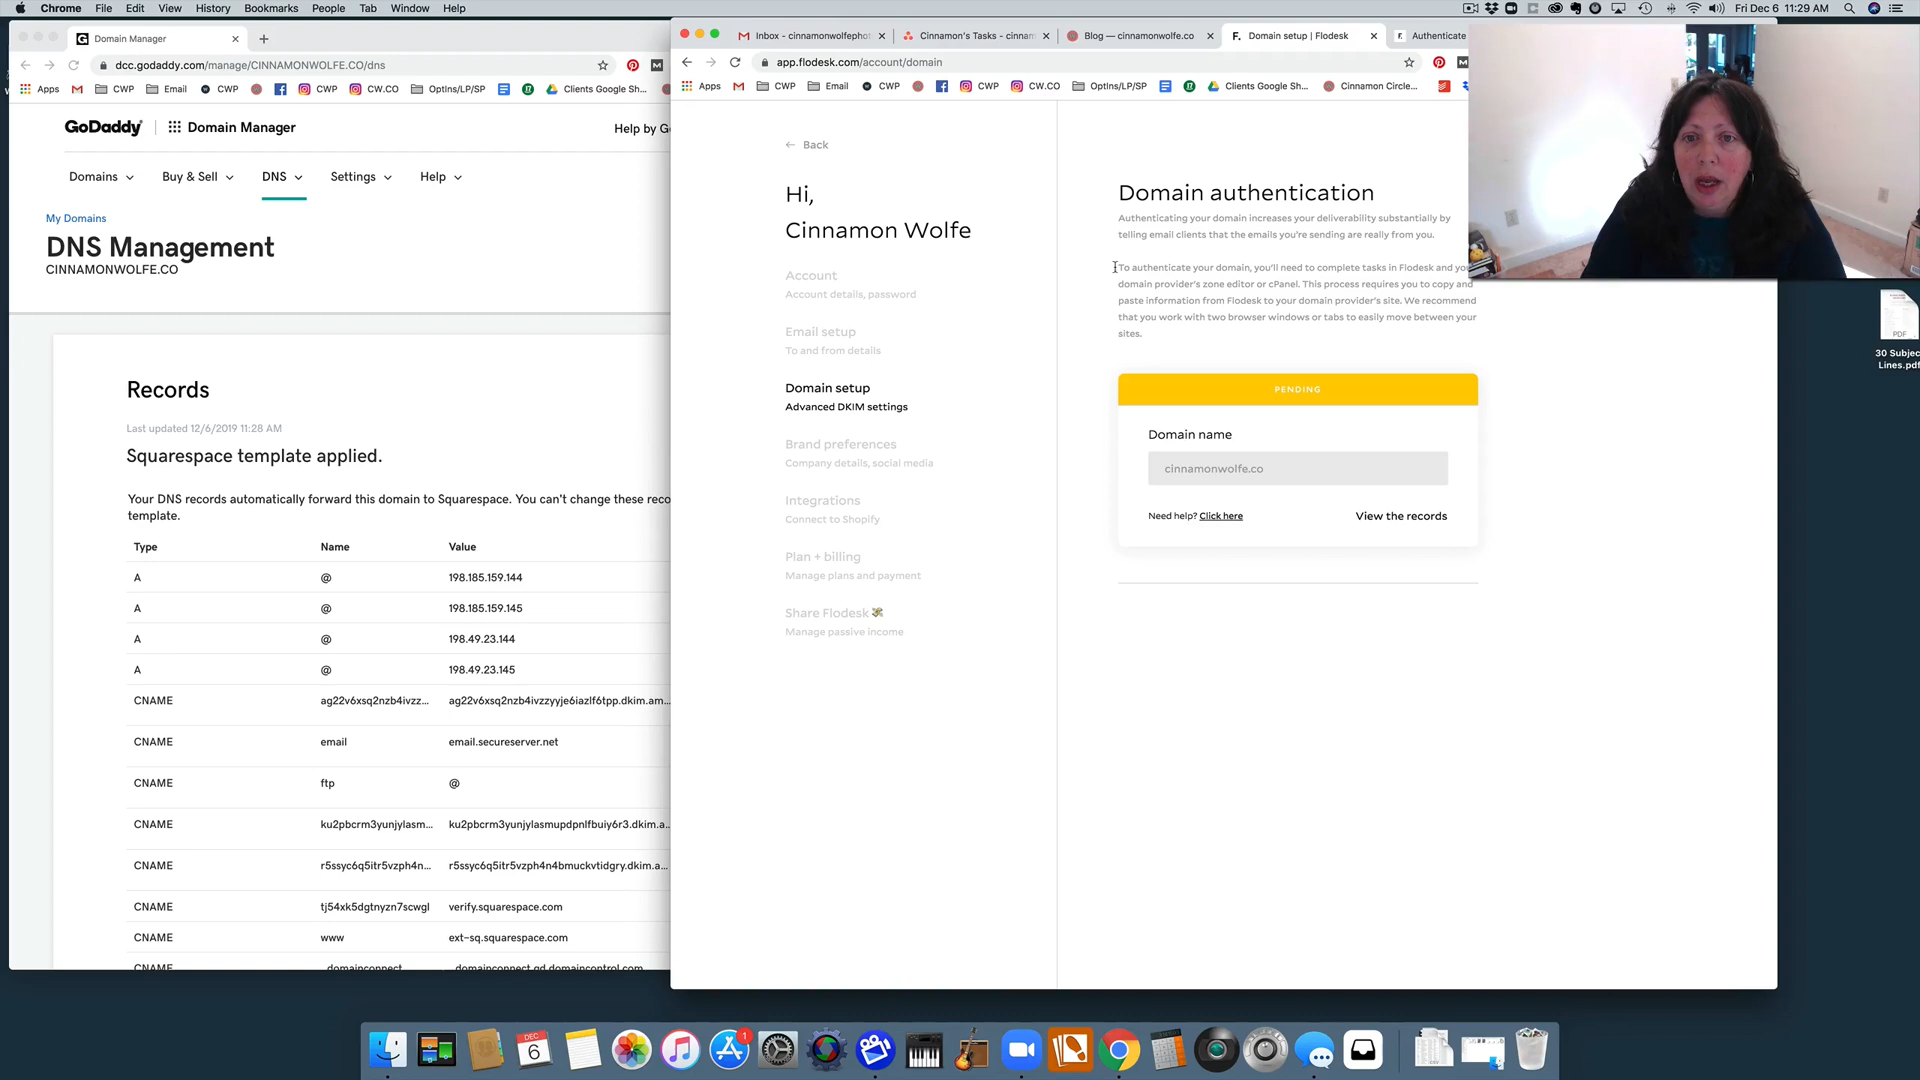 Chrome File Edit View History Bookmarks People Tab Window Help
Fri Dec 6 11:29 AM
Domain Manager
dcc.godaddy.com/manage/CINNAMONWOLFE.CO/dns
Apps CWP Email CWP CWP CW.CO OptIns/LP/SP Clients Google Sh...
GoDaddy Domain Manager
Help by G
Domains Buy & Sell DNS Settings Help
My Domains
DNS Management
CINNAMONWOLFE.CO
Records
Last updated 12/6/2019 11:28 AM
Squarespace template applied.
Your DNS records automatically forward this domain to Squarespace. You can't change these reco
template.
Type Name Value
A @ 198.185.159.144
A @ 198.185.159.145
A @ 198.49.23.144
A @ 198.49.23.145
CNAME ag22v6xsq2nzb4ivzz... ag22v6xsq2nzb4ivzzyyje6iazlf6tpp.dkim.am...
CNAME email email.secureserver.net
CNAME ftp @
CNAME ku2pbcrm3yunjylasm... ku2pbcrm3yunjylasmupdpnlfbuiy6r3.dkim.a...
CNAME r5ssyc6q5itr5vzph4n... r5ssyc6q5itr5vzph4n4bmuckvtidgry.dkim.a...
CNAME tj54xk5dgtnyzn7scwgl verify.squarespace.com
CNAME www ext-sq.squarespace.com
CNAME _domainconnect _domainconnect.gd.domaincontrol.com
Inbox - cinnamonwolfephot
Cinnamon's Tasks - cinnam
Blog — cinnamonwolfe.co
F. Domain setup | Flodesk
F. Authenticate
app.flodesk.com/account/domain
Apps CWP Email CWP CWP CW.CO OptIns/LP/SP Clients Google Sh... Cinnamon Circle...
Back
Hi,
Cinnamon Wolfe
Account
Account details, password
Email setup
To and from details
Domain setup
Advanced DKIM settings
Brand preferences
Company details, social media
Integrations
Connect to Shopify
Plan + billing
Manage plans and payment
Share Flodesk
Manage passive income
Domain authentication
Authenticating your domain increases your deliverability substantially by
telling email clients that the emails you're sending are really from you.
To authenticate your domain, you'll need to complete tasks in Flodesk and you
domain provider's zone editor or cPanel. This process requires you to copy and
paste information from Flodesk to your domain provider's site. We recommend
that you work with two browser windows or tabs to easily move between your
sites.
PENDING
Domain name
cinnamonwolfe.co
Need help? Click here
View the records
PDF
30 Subjec
Lines.pdf
DEC
6
1